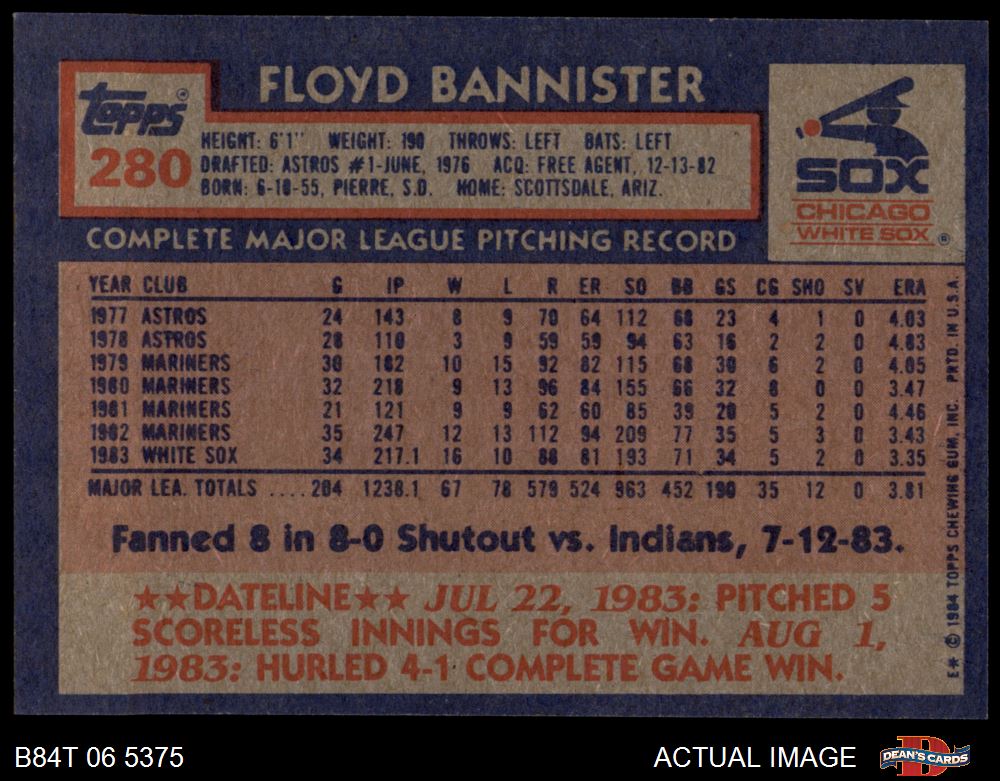 FLOYD BANNISTER
Topps®
280
HEIGHT: 6'1" WEIGHT: 190 THROWS: LEFT BATS: LEFT
DRAFTED: ASTROS #1-JUNE, 1976 ACQ: FREE AGENT, 12-13-82
BORN: 6-10-55, PIERRE, S.D. HOME: SCOTTSDALE, ARIZ.
SOX
CHICAGO
WHITE SOX ®
COMPLETE MAJOR LEAGUE PITCHING RECORD
YEAR CLUB G IP W L R ER SO BB GS CG SHO SV ERA
1977 ASTROS 24 143 8 9 70 64 112 68 23 4 1 0 4.03
1978 ASTROS 28 110 3 9 59 59 94 63 16 2 2 0 4.83
1979 MARINERS 30 182 10 15 92 82 115 68 30 6 2 0 4.05
1980 MARINERS 32 218 9 13 96 84 155 66 32 8 0 0 3.47
1981 MARINERS 21 121 9 9 62 60 85 39 20 5 2 0 4.46
1982 MARINERS 35 247 12 13 112 94 209 77 35 5 3 0 3.43
1983 WHITE SOX 34 217.1 16 10 88 81 193 71 34 5 2 0 3.35
MAJOR LEA. TOTALS ....204 1238.1 67 78 579 524 963 452 190 35 12 0 3.81
Fanned 8 in 8-0 Shutout vs. Indians, 7-12-83.
★★DATELINE★★ JUL 22, 1983: PITCHED 5
SCORELESS INNINGS FOR WIN. AUG 1,
1983: HURLED 4-1 COMPLETE GAME WIN.
E* © 1984 TOPPS CHEWING GUM, INC. PRTD. IN U.S.A.
B84T 06 5375
ACTUAL IMAGE
DEAN'S CARDS